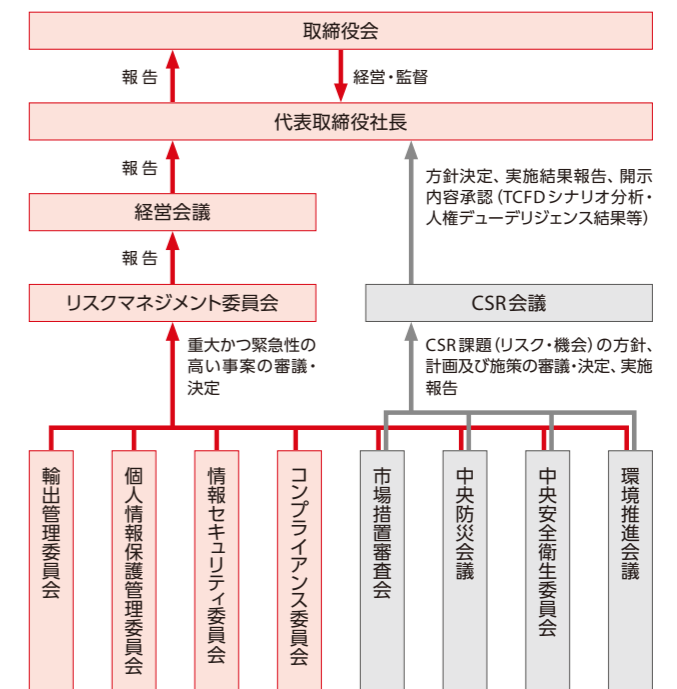 取締役会
報告
経営・監督
代表取締役社長
報告
方針決定、実施結果報告、開示
内容承認(TCFDシナリオ分析・
人権デューデリジェンス結果等)
経営会議
報告
リスクマネジメント委員会
CSR会議
重大かつ緊急性の
高い事案の審議・
決定
CSR課題(リスク・機会)の方針、
計画及び施策の審議・決定、実施
報告
輸出管理委員会
個人情報保護管理委員会
情報セキュリティ委員会
コンプライアンス委員会
市場措置審査会
中央防災会議
中央安全衛生委員会
環境推進会議